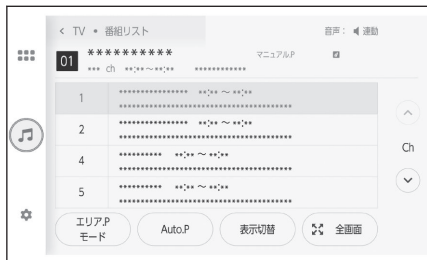 < TV • 番組リスト 音声： 連動
01 ********** マニュアル.P
*** ch **:**～**:** ************
1 **************** **:** ～ **:**
****************************************
2 **************** **:** ～ **:**
****************************************
4 ********** **:** ～ **:**
****************************************
5 ********** **:** ～ **:**
****************************************
Ch
エリア.P
モード
Auto.P
表示切替
全画面